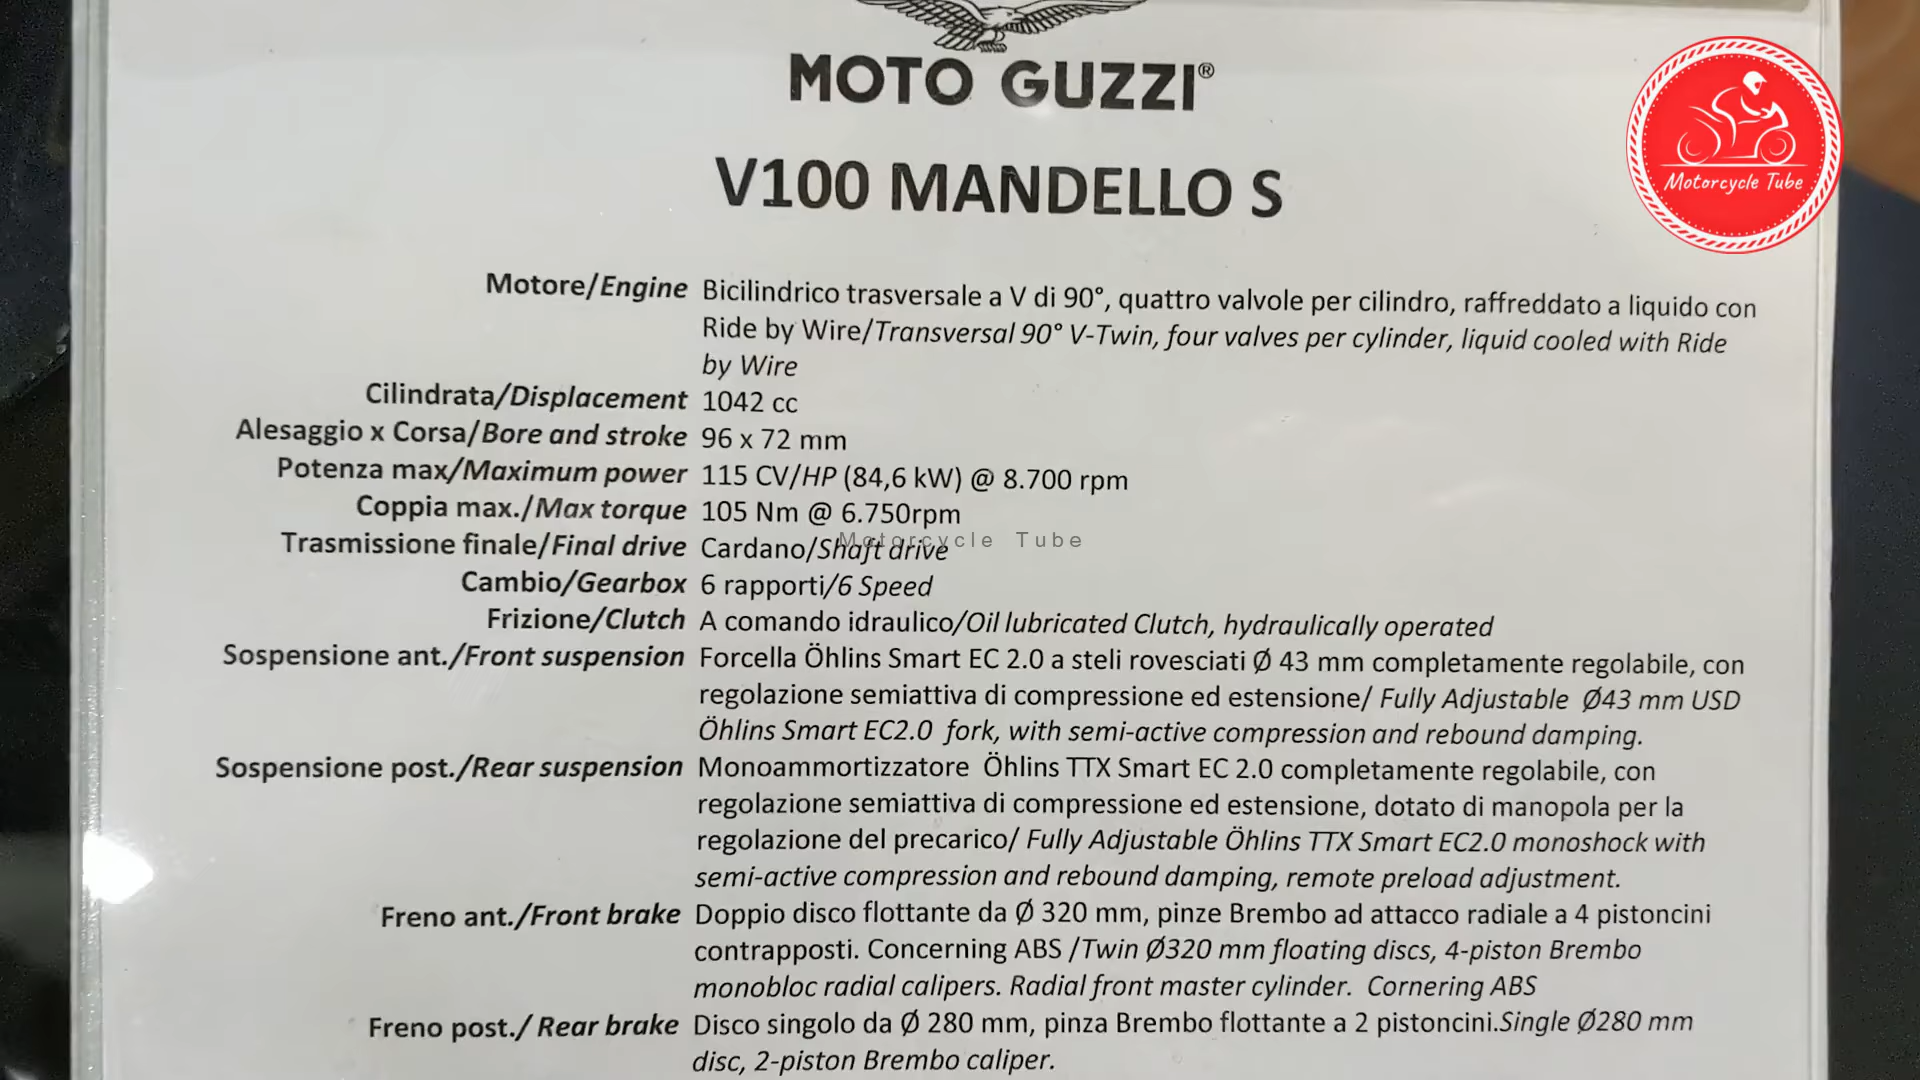 MOTO GUZZI®
V100 MANDELLO S
Motorcycle Tube
Motore/Engine Bicilindrico trasversale a V di 90°, quattro valvole per cilindro, raffreddato a liquido con
Ride by Wire/Transversal 90° V-Twin, four valves per cylinder, liquid cooled with Ride
by Wire
Cilindrata/Displacement 1042 cc
Alesaggio x Corsa/Bore and stroke 96 x 72 mm
Potenza max/Maximum power 115 CV/HP (84,6 kW) @ 8.700 rpm
Coppia max./Max torque 105 Nm @ 6.750rpm
Motorcycle Tube
Trasmissione finale/Final drive Cardano/Shaft drive
Cambio/Gearbox 6 rapporti/6 Speed
Frizione/Clutch A comando idraulico/Oil lubricated Clutch, hydraulically operated
Sospensione ant./Front suspension Forcella Öhlins Smart EC 2.0 a steli rovesciati Ø 43 mm completamente regolabile, con
regolazione semiattiva di compressione ed estensione/ Fully Adjustable Ø43 mm USD
Öhlins Smart EC2.0 fork, with semi-active compression and rebound damping.
Sospensione post./Rear suspension Monoammortizzatore Öhlins TTX Smart EC 2.0 completamente regolabile, con
regolazione semiattiva di compressione ed estensione, dotato di manopola per la
regolazione del precarico/ Fully Adjustable Öhlins TTX Smart EC2.0 monoshock with
semi-active compression and rebound damping, remote preload adjustment.
Freno ant./Front brake Doppio disco flottante da Ø 320 mm, pinze Brembo ad attacco radiale a 4 pistoncini
contrapposti. Concerning ABS /Twin Ø320 mm floating discs, 4-piston Brembo
monobloc radial calipers. Radial front master cylinder. Cornering ABS
Freno post./ Rear brake Disco singolo da Ø 280 mm, pinza Brembo flottante a 2 pistoncini.Single Ø280 mm
disc, 2-piston Brembo caliper.